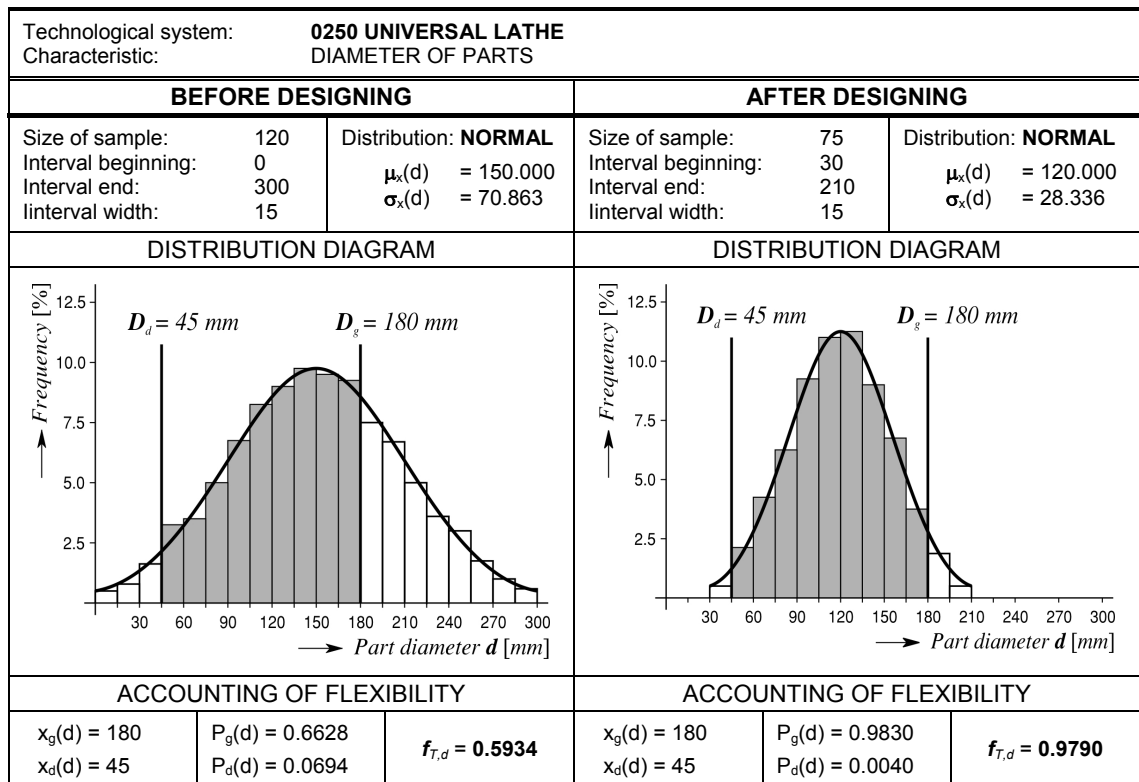 Technological system: 0250 UNIVERSAL LATHE
Characteristic: DIAMETER OF PARTS
BEFORE DESIGNING
Size of sample: 120
Interval beginning: 0
Interval end: 300
Iinterval width: 15
Distribution: NORMAL
μx(d) = 150.000
σx(d) = 70.863
DISTRIBUTION DIAGRAM
Frequency [%]
12.5
10.0
7.5
5.0
2.5
Dd = 45 mm
Dg = 180 mm
30 60 90 120 150 180 210 240 270 300
Part diameter d [mm]
ACCOUNTING OF FLEXIBILITY
xg(d) = 180
xd(d) = 45
Pg(d) = 0.6628
Pd(d) = 0.0694
fT,d = 0.5934
AFTER DESIGNING
Size of sample: 75
Interval beginning: 30
Interval end: 210
Iinterval width: 15
Distribution: NORMAL
μx(d) = 120.000
σx(d) = 28.336
DISTRIBUTION DIAGRAM
Frequency [%]
12.5
10.0
7.5
5.0
2.5
Dd = 45 mm
Dg = 180 mm
30 60 90 120 150 180 210 240 270 300
Part diameter d [mm]
ACCOUNTING OF FLEXIBILITY
xg(d) = 180
xd(d) = 45
Pg(d) = 0.9830
Pd(d) = 0.0040
fT,d = 0.9790